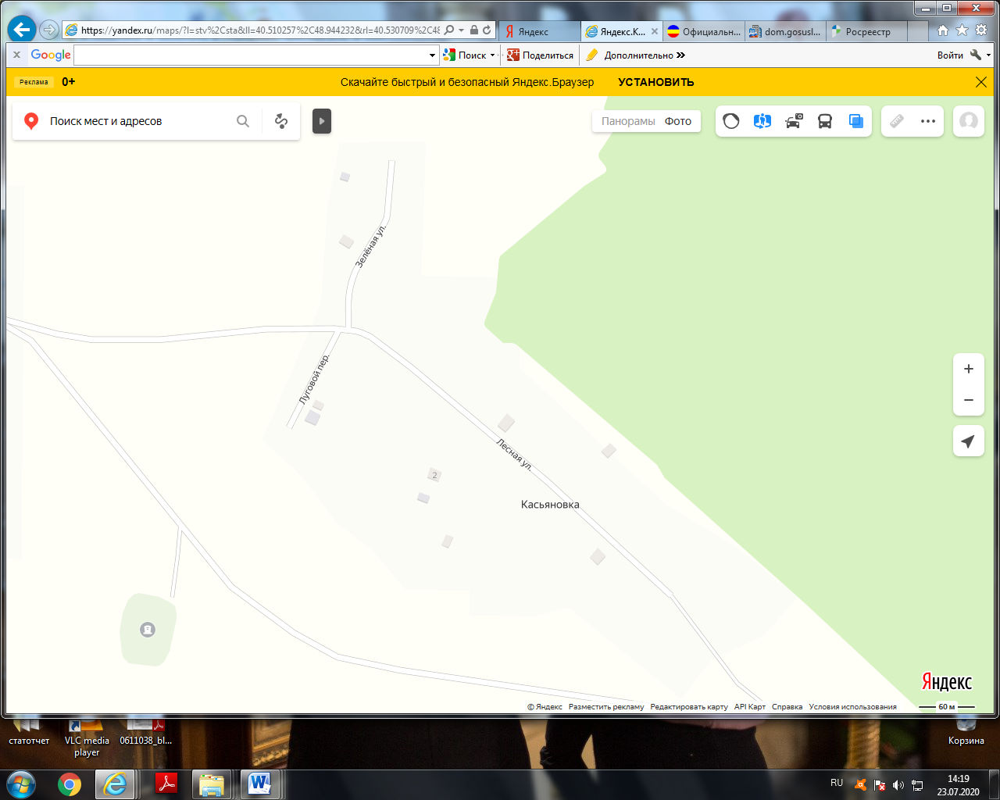 https://yandex.ru/maps/?l=stv%2Csta&ll=40.510257%2C48.944232&rl=40.530709%2C48
Яндекс
Яндекс.К...
Официальн...
dom.gosusl...
Росреестр
x Google
Поиск
Поделиться
Дополнительно »
Войти
Реклама 0+
Скачайте быстрый и безопасный Яндекс.Браузер
УСТАНОВИТЬ
Поиск мест и адресов
Панорамы Фото
Зелёная ул.
Луговой пер.
Лесная ул.
2
Касьяновка
+
−
Яндекс
© Яндекс Разместить рекламу Редактировать карту API Карт Справка Условия использования
60 м
статотчет
VLC media
player
0611038_bl...
Корзина
RU
14:19
23.07.2020